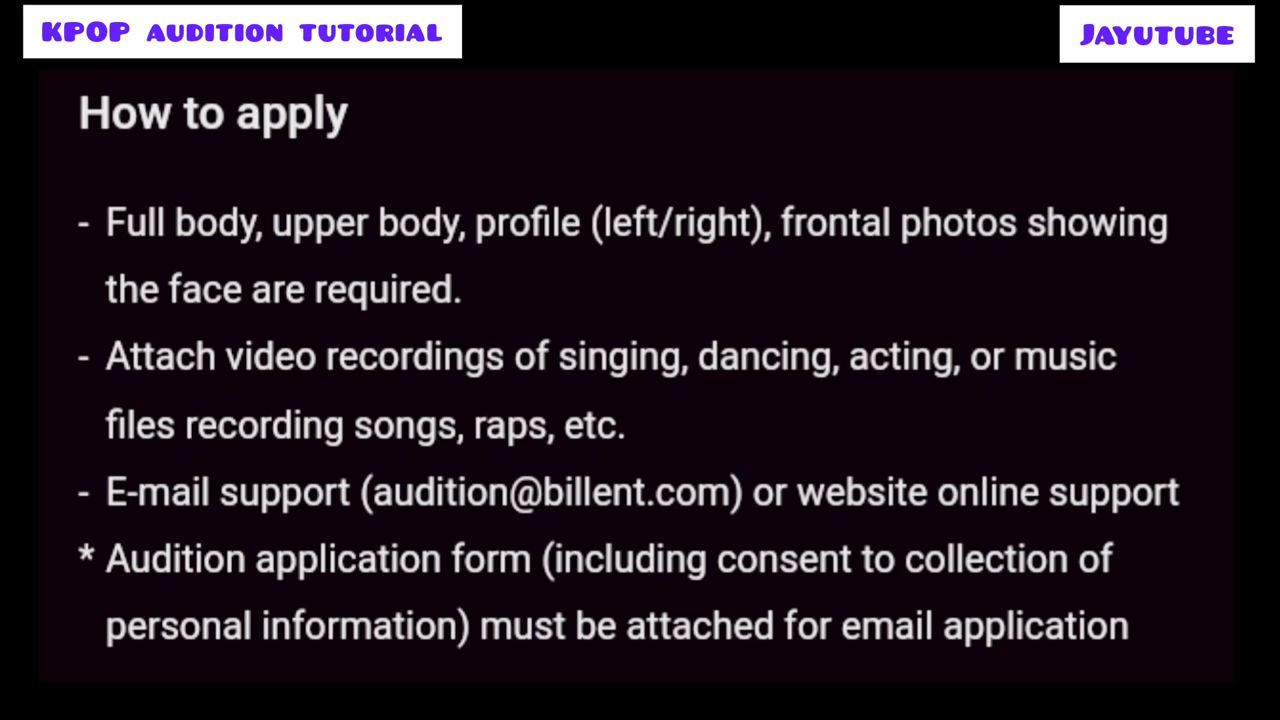 KPOP AUDITION TUTORIAL
JAYUTUBE
How to apply
- Full body, upper body, profile (left/right), frontal photos showing
the face are required.
- Attach video recordings of singing, dancing, acting, or music
files recording songs, raps, etc.
- E-mail support (audition@billent.com) or website online support
* Audition application form (including consent to collection of
personal information) must be attached for email application